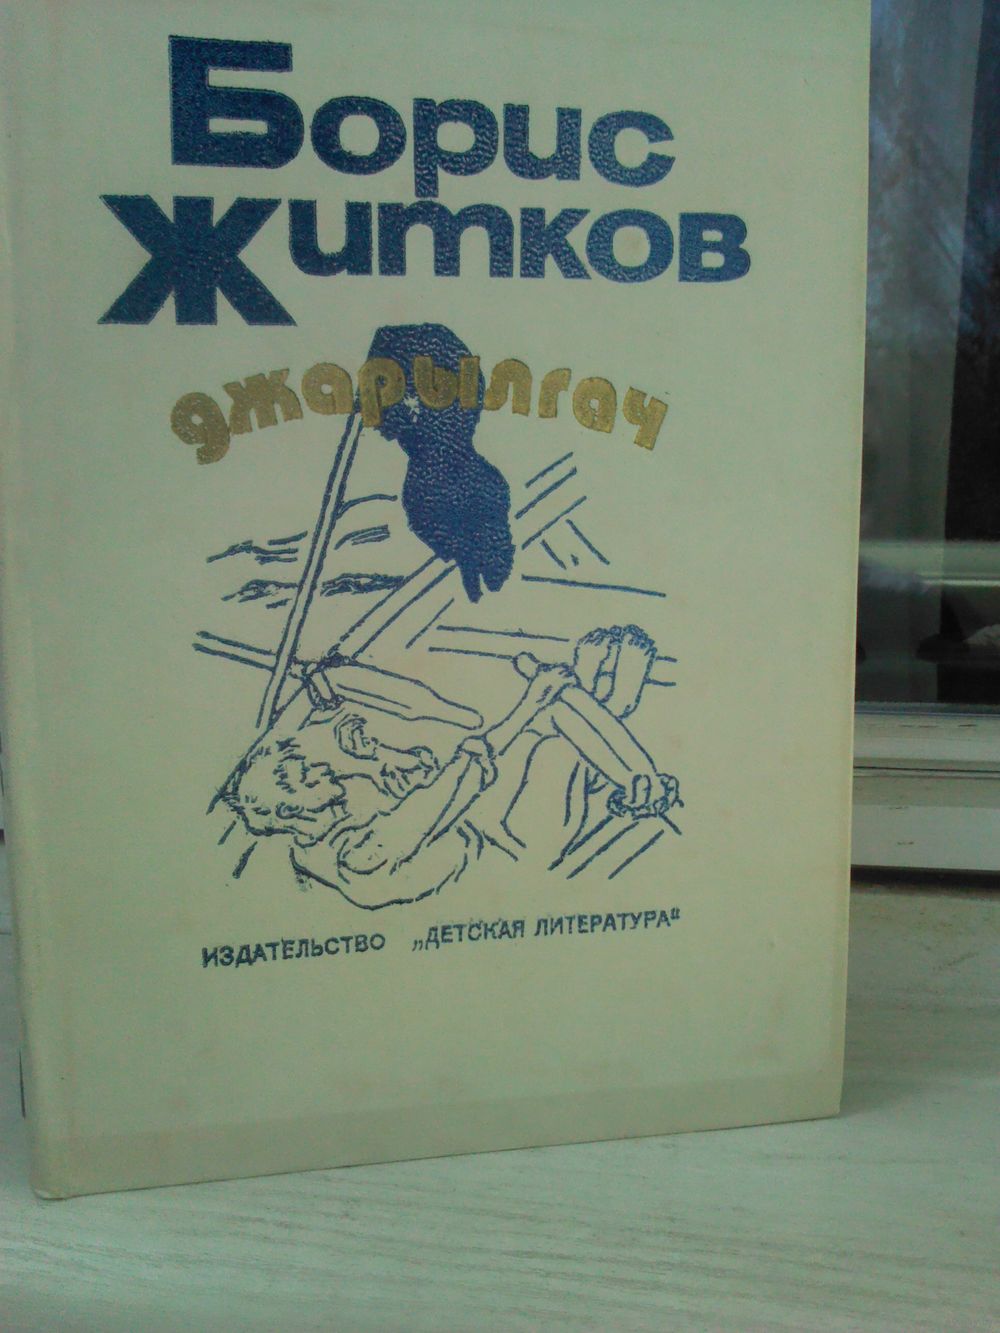 Борис
Житков
джарылгач
ИЗДАТЕЛЬСТВО „ДЕТСКАЯ ЛИТЕРАТУРА"